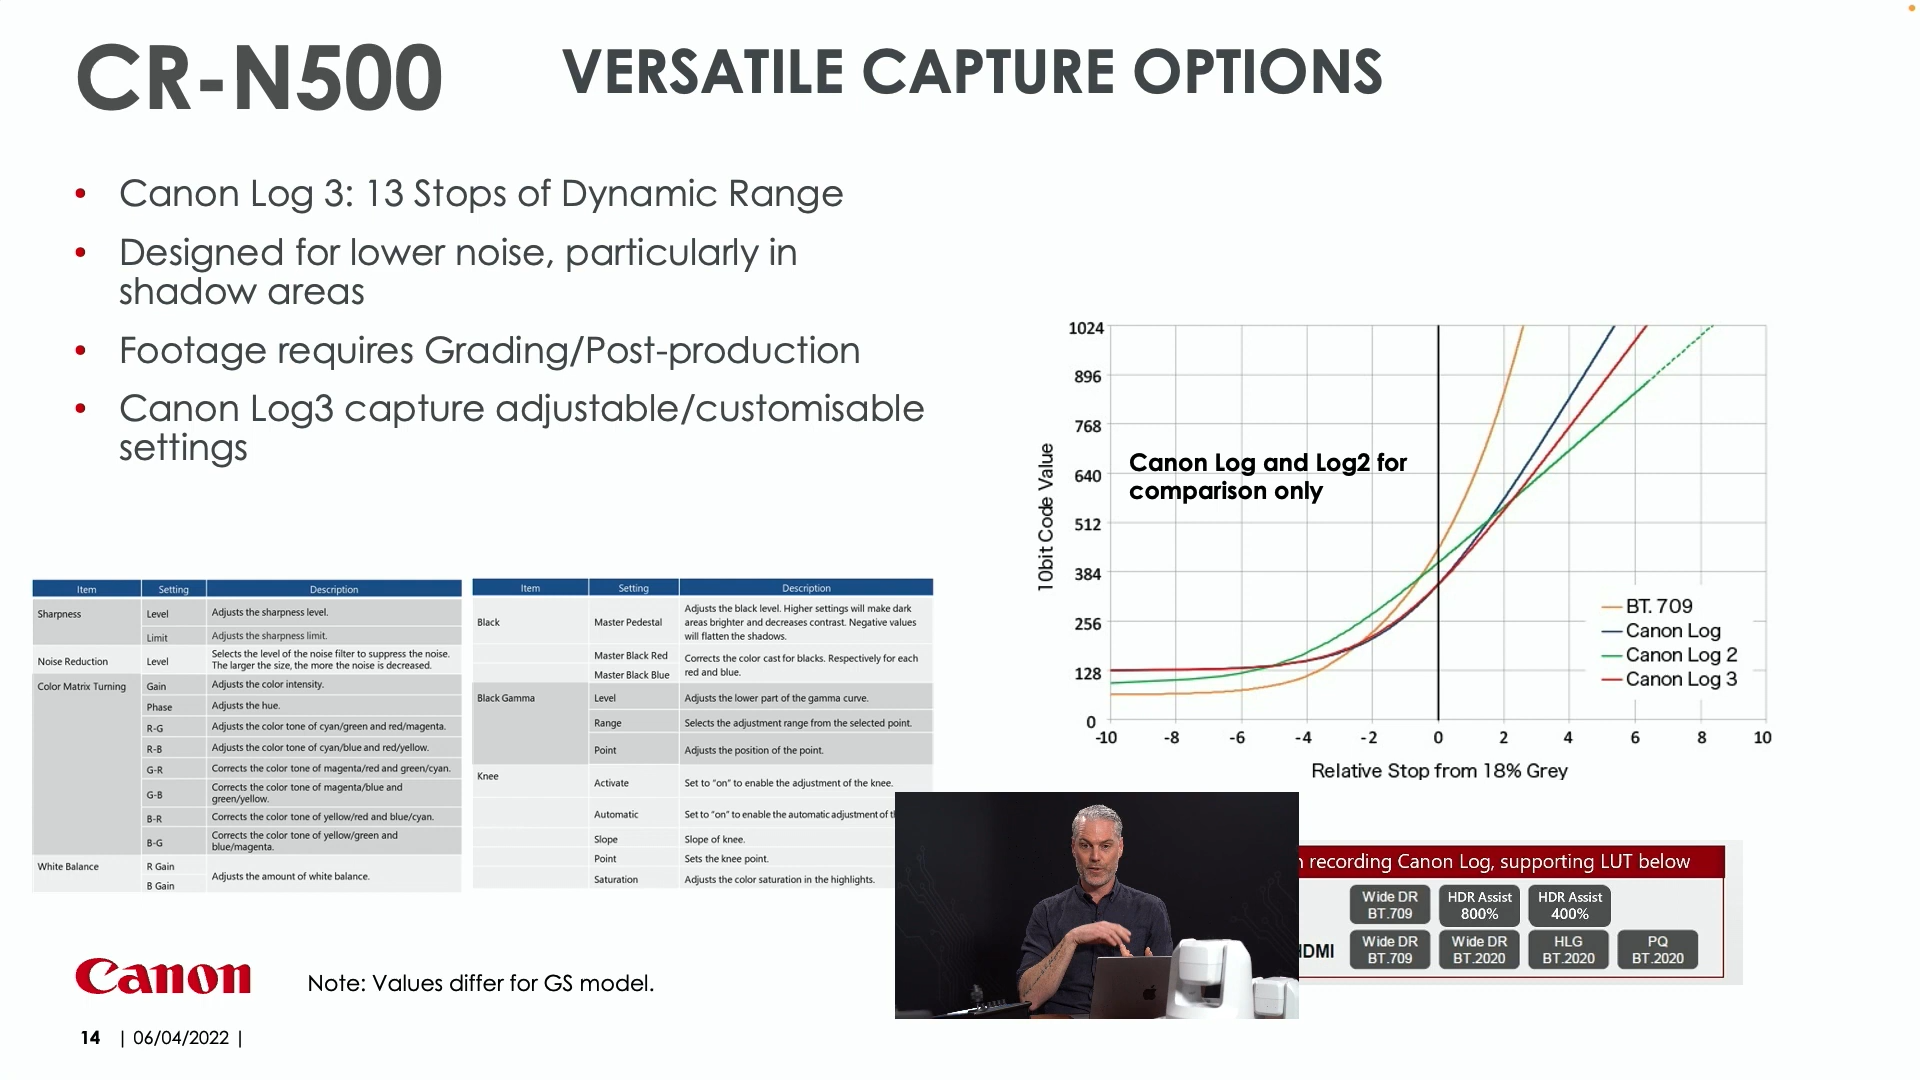 CR-N500
VERSATILE CAPTURE OPTIONS
• Canon Log 3: 13 Stops of Dynamic Range
• Designed for lower noise, particularly in
shadow areas
• Footage requires Grading/Post-production
• Canon Log3 capture adjustable/customisable
settings
Item Setting Description
Sharpness Level Adjusts the sharpness level.
Limit Adjusts the sharpness limit.
Noise Reduction Level Selects the level of the noise filter to suppress the noise.
The larger the size, the more the noise is decreased.
Color Matrix Turning Gain Adjusts the color intensity.
Phase Adjusts the hue.
R-G Adjusts the color tone of cyan/green and red/magenta.
R-B Adjusts the color tone of cyan/blue and red/yellow.
G-R Corrects the color tone of magenta/red and green/cyan.
G-B Corrects the color tone of magenta/blue and
green/yellow.
B-R Corrects the color tone of yellow/red and blue/cyan.
B-G Corrects the color tone of yellow/green and
blue/magenta.
White Balance R Gain Adjusts the amount of white balance.
B Gain
Item Setting Description
Black Master Pedestal Adjusts the black level. Higher settings will make dark
areas brighter and decreases contrast. Negative values
will flatten the shadows.
Master Black Red Corrects the color cast for blacks. Respectively for each
Master Black Blue red and blue.
Black Gamma Level Adjusts the lower part of the gamma curve.
Range Selects the adjustment range from the selected point.
Point Adjusts the position of the point.
Knee Activate Set to "on" to enable the adjustment of the knee.
Automatic Set to "on" to enable the automatic adjustment of
Slope Slope of knee.
Point Sets the knee point.
Saturation Adjusts the color saturation in the highlights.
1024
896
768
640
512
384
256
128
0
10bit Code Value
Canon Log and Log2 for
comparison only
BT. 709
Canon Log
Canon Log 2
Canon Log 3
-10 -8 -6 -4 -2 0 2 4 6 8 10
Relative Stop from 18% Grey
recording Canon Log, supporting LUT below
Wide DR HDR Assist HDR Assist
BT.709 800% 400%
HDMI
Wide DR Wide DR HLG PQ
BT.709 BT.2020 BT.2020 BT.2020
Canon
Note: Values differ for GS model.
14 | 06/04/2022 |